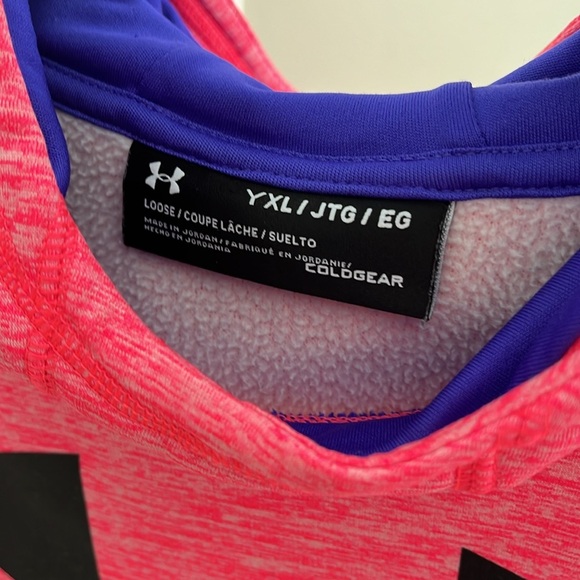 YXL / JTG / EG
LOOSE / COUPE LÂCHE / SUELTO
MADE IN JORDAN / FABRIQUÉ EN JORDANIE /
HECHO EN JORDANIA
COLDGEAR